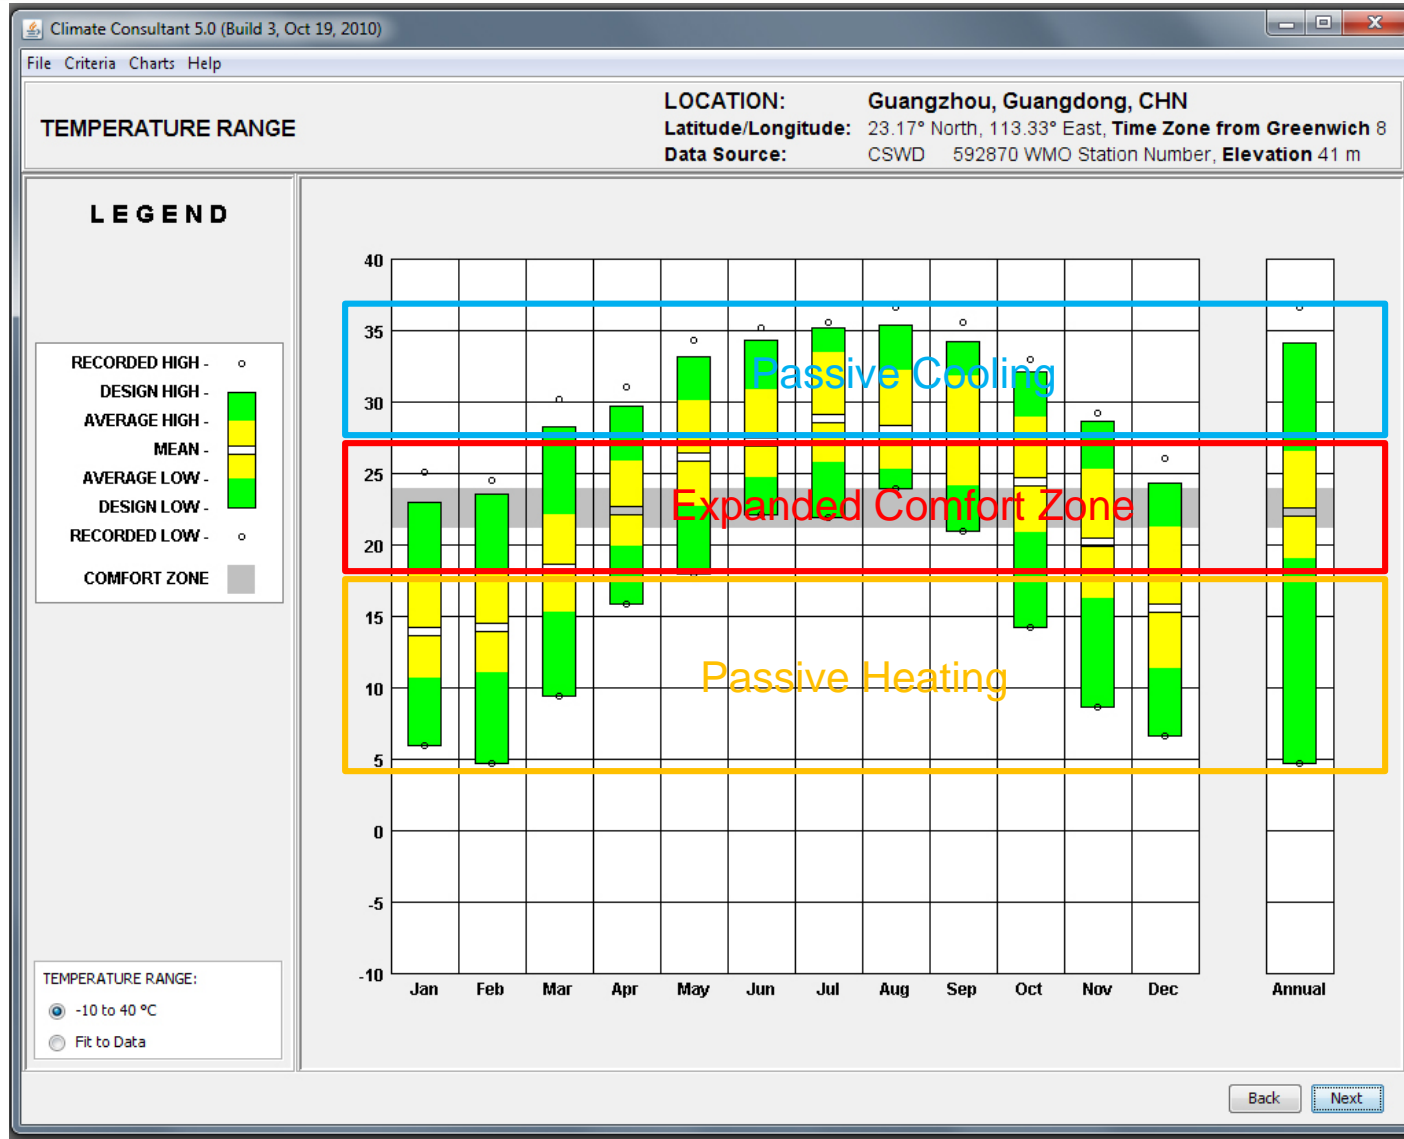 Climate Consultant 5.0 (Build 3, Oct 19, 2010)
File Criteria Charts Help
TEMPERATURE RANGE
LOCATION: Guangzhou, Guangdong, CHN
Latitude/Longitude: 23.17° North, 113.33° East, Time Zone from Greenwich 8
Data Source: CSWD 592870 WMO Station Number, Elevation 41 m
LEGEND
RECORDED HIGH -
DESIGN HIGH -
AVERAGE HIGH -
MEAN -
AVERAGE LOW -
DESIGN LOW -
RECORDED LOW -
COMFORT ZONE
TEMPERATURE RANGE:
-10 to 40 °C
Fit to Data
40
35
30
25
20
15
10
5
0
-5
-10
Passive Cooling
Expanded Comfort Zone
Passive Heating
Jan Feb Mar Apr May Jun Jul Aug Sep Oct Nov Dec Annual
Back Next